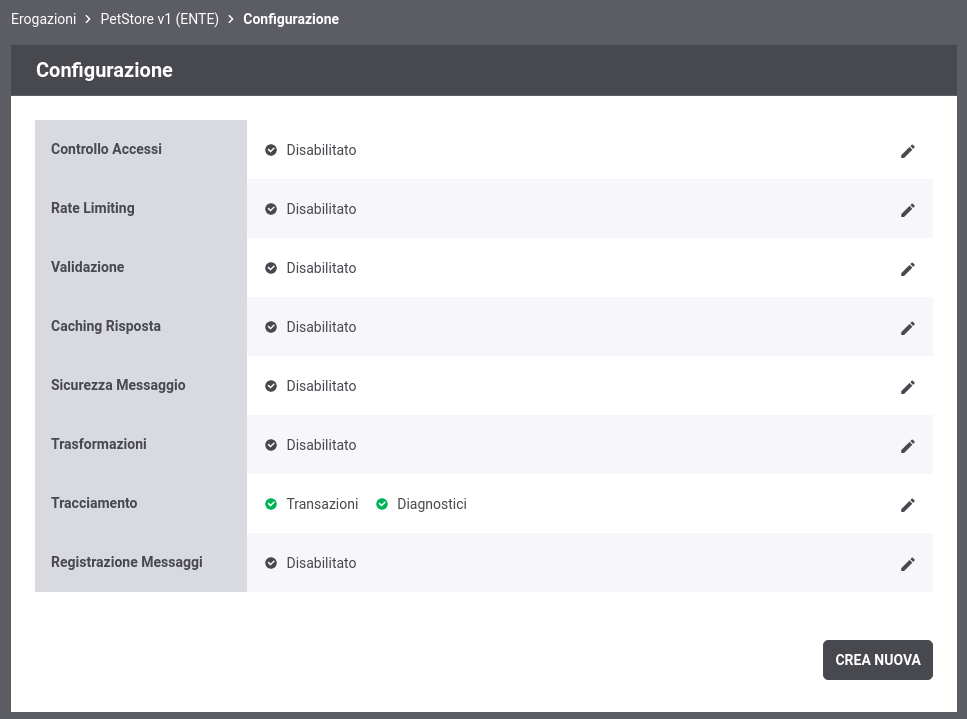 Erogazioni > PetStore v1 (ENTE) > Configurazione
Configurazione
Controllo Accessi Disabilitato
Rate Limiting Disabilitato
Validazione Disabilitato
Caching Risposta Disabilitato
Sicurezza Messaggio Disabilitato
Trasformazioni Disabilitato
Tracciamento Transazioni Diagnostici
Registrazione Messaggi Disabilitato
CREA NUOVA